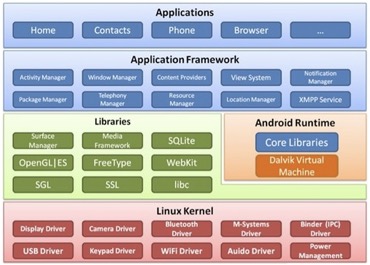 Applications
Home Contacts Phone Browser ...
Application Framework
Activity Manager Window Manager Content Providers View System Notification Manager
Package Manager Telephony Manager Resource Manager Location Manager XMPP Service
Libraries
Surface Manager Media Framework SQLite
OpenGL|ES FreeType WebKit
SGL SSL libc
Android Runtime
Core Libraries
Dalvik Virtual Machine
Linux Kernel
Display Driver Camera Driver Bluetooth Driver M-Systems Driver Binder (IPC) Driver
USB Driver Keypad Driver WiFi Driver Auido Driver Power Management